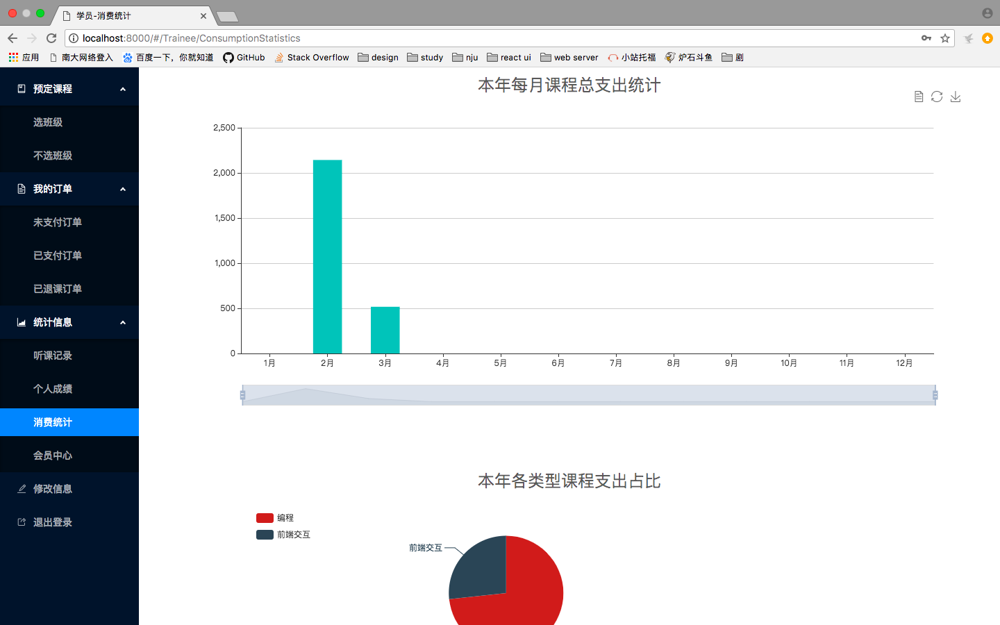 学员-消费统计
localhost:8000/#/Trainee/ConsumptionStatistics
应用 南大网络登入 百度一下，你就知道 GitHub Stack Overflow design study nju react ui web server 小站托福 炉石斗鱼 剧
预定课程
选班级
不选班级
我的订单
未支付订单
已支付订单
已退课订单
统计信息
听课记录
个人成绩
消费统计
会员中心
修改信息
退出登录
本年每月课程总支出统计
2,500
2,000
1,500
1,000
500
0
1月 2月 3月 4月 5月 6月 7月 8月 9月 10月 11月 12月
本年各类型课程支出占比
编程
前端交互
前端交互